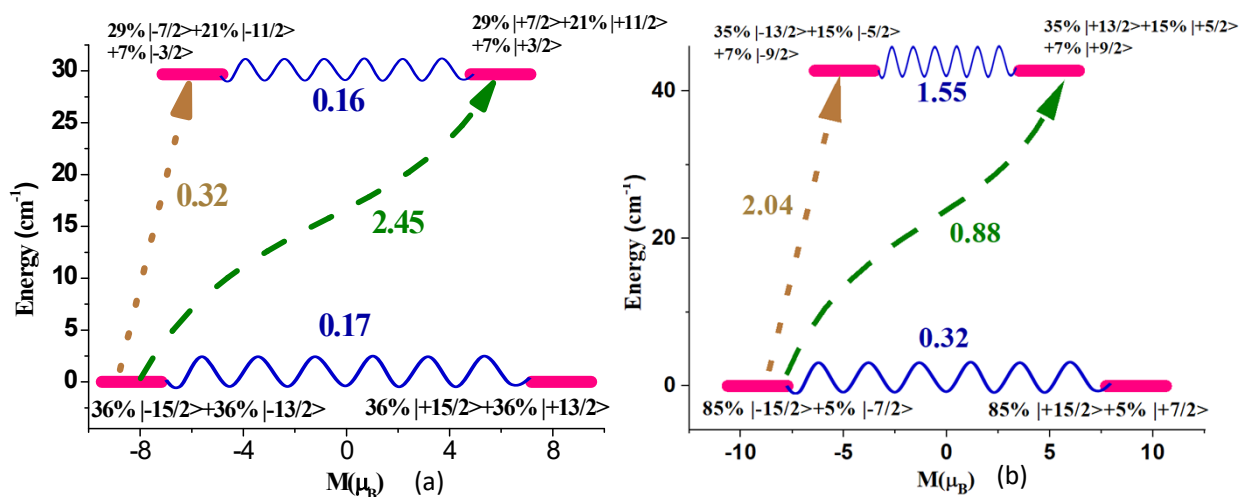 29% |-7/2>+21% |-11/2>
+7% |-3/2>
29% |+7/2>+21% |+11/2>
+7% |+3/2>
30
25
20
15
10
5
0
Energy (cm⁻¹)
0.16
0.32
2.45
0.17
36% |-15/2>+36% |-13/2>
36% |+15/2>+36% |+13/2>
-8
-4
0
4
8
M(μB)
(a)
35% |-13/2>+15% |-5/2>
+7% |-9/2>
35% |+13/2>+15% |+5/2>
+7% |+9/2>
40
20
0
Energy (cm⁻¹)
1.55
2.04
0.88
0.32
85% |-15/2>+5% |-7/2>
85% |+15/2>+5% |+7/2>
-10
-5
0
5
10
M(μB)
(b)